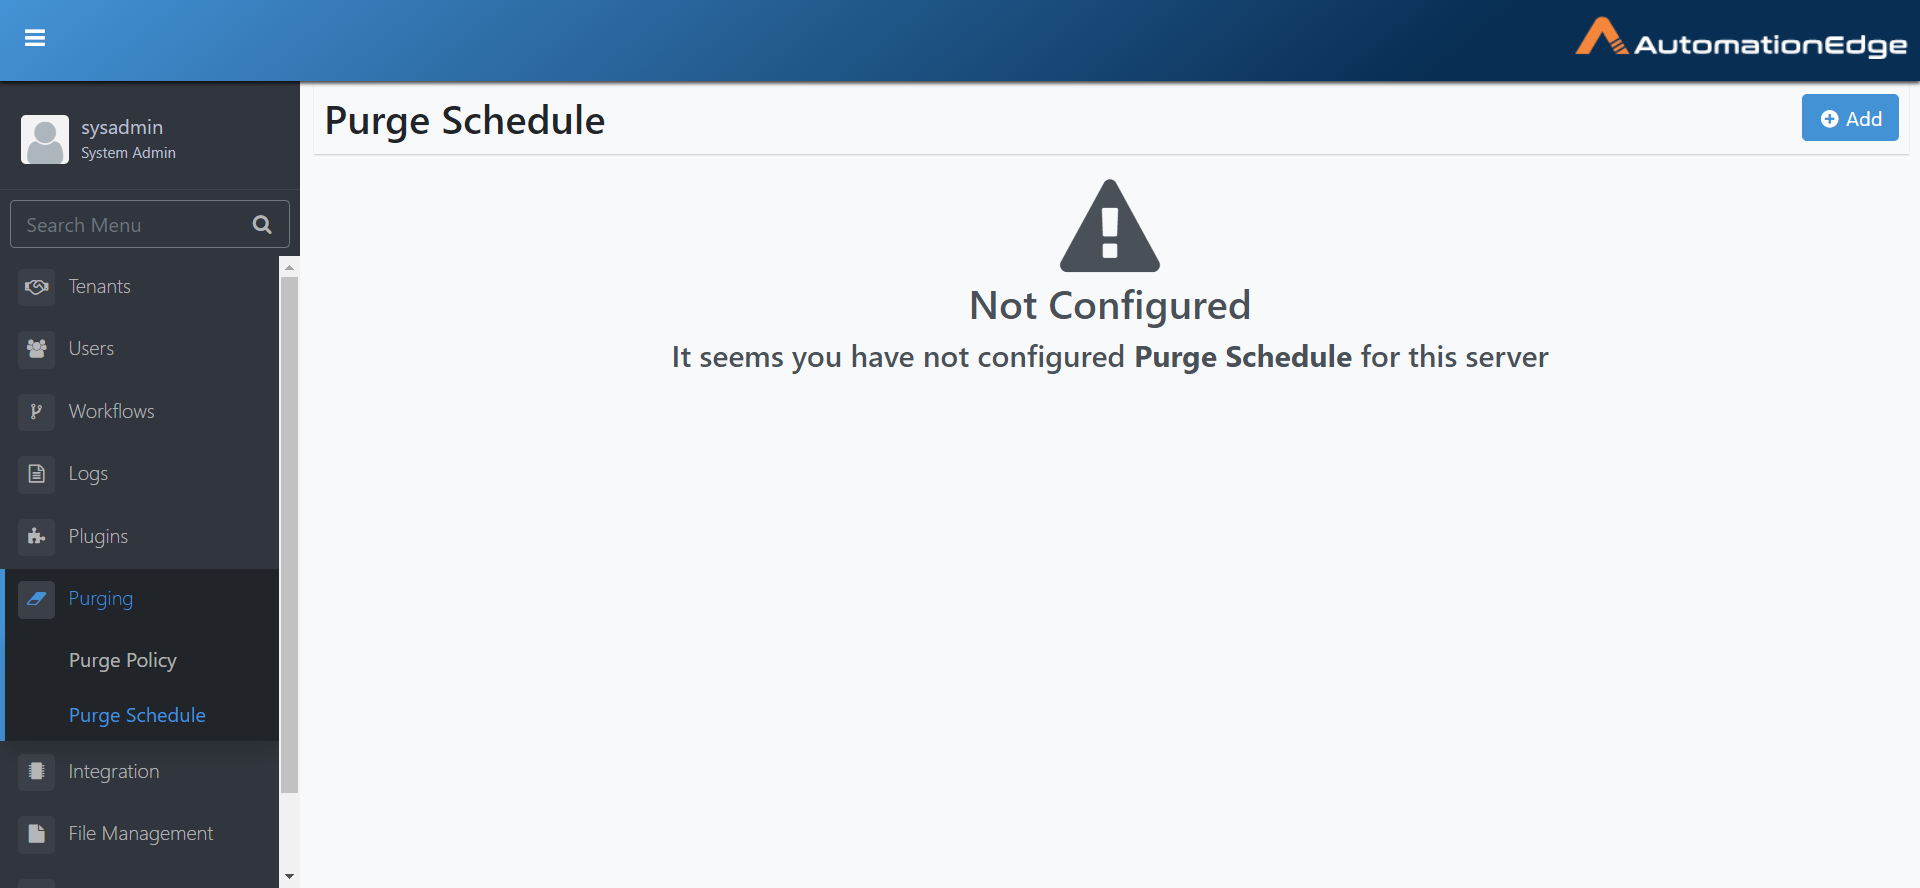 AutomationEdge
sysadmin
System Admin
Search Menu
Tenants
Users
Workflows
Logs
Plugins
Purging
Purge Policy
Purge Schedule
Integration
File Management
Purge Schedule
Add
Not Configured
It seems you have not configured Purge Schedule for this server